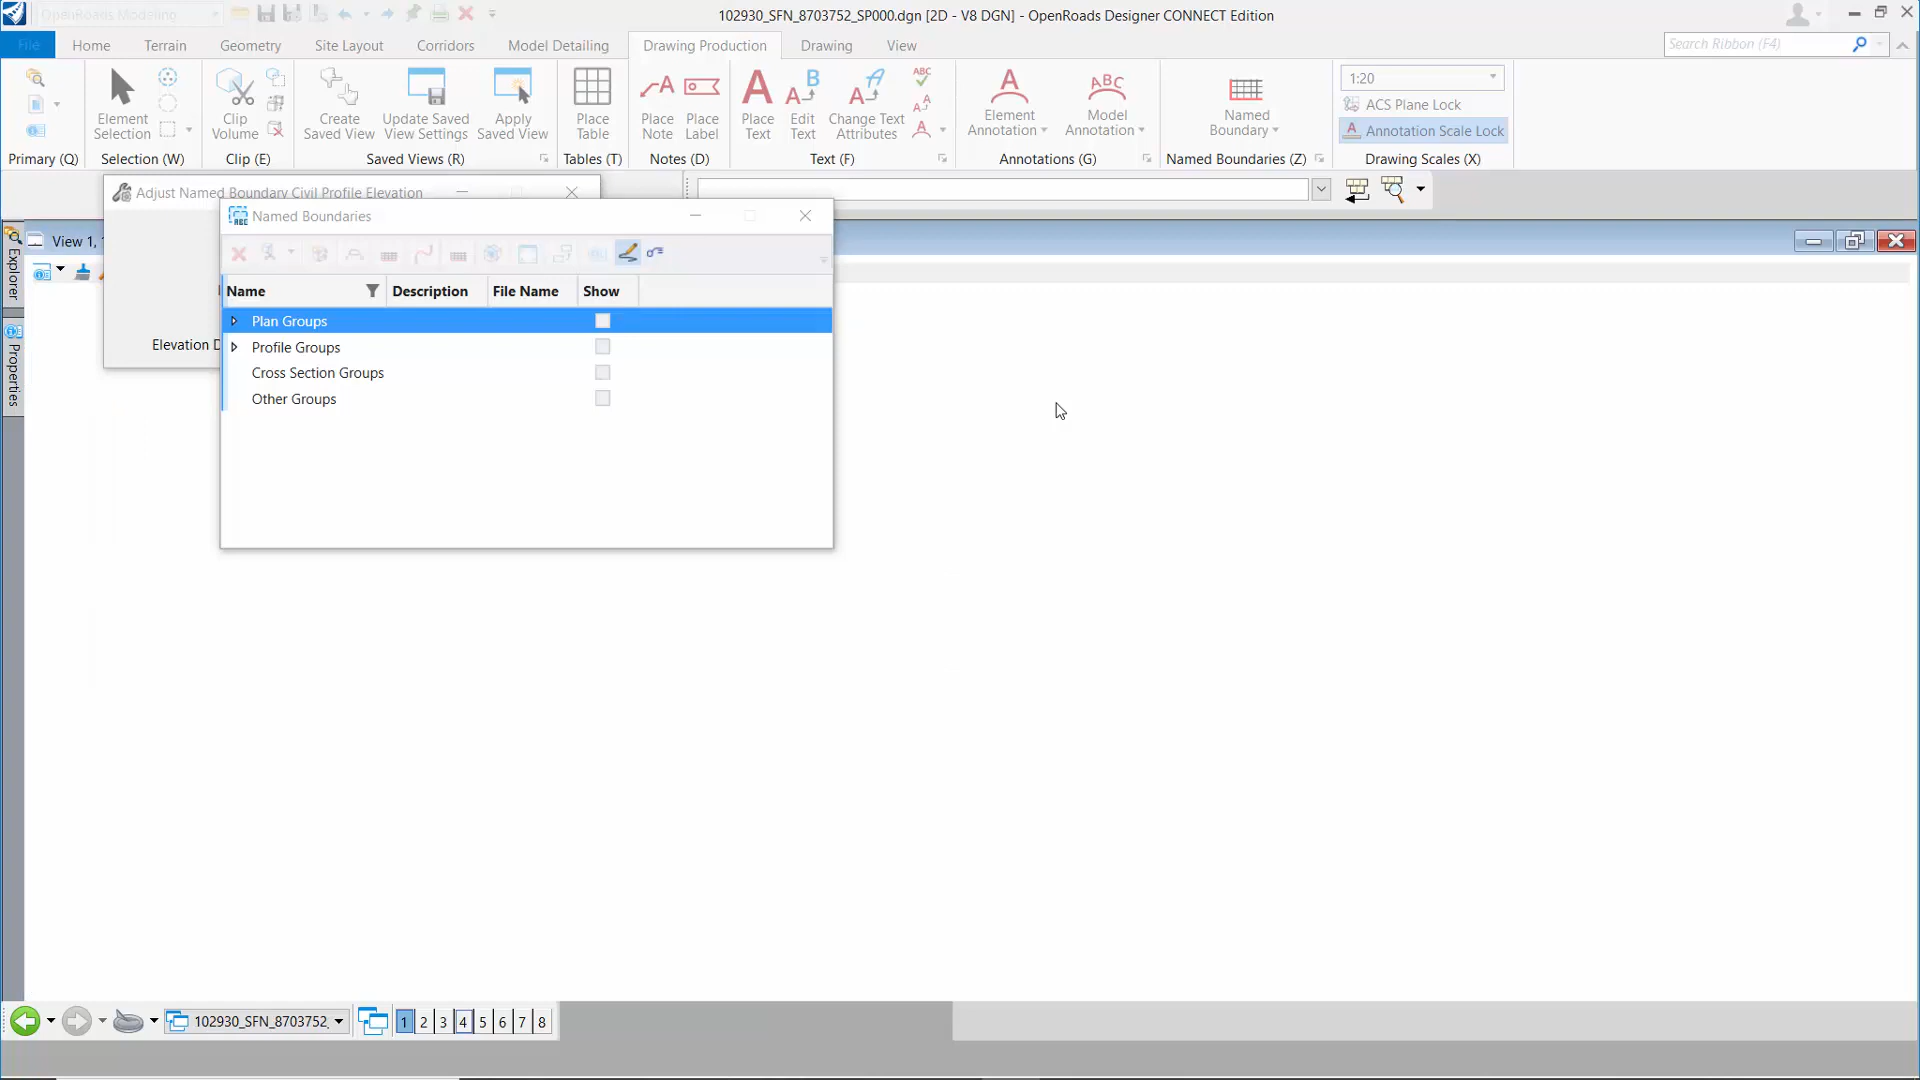 OpenRoads Modeling
102930_SFN_8703752_SP000.dgn [2D - V8 DGN] - OpenRoads Designer CONNECT Edition
File Home Terrain Geometry Site Layout Corridors Model Detailing Drawing Production Drawing View
Search Ribbon (F4)
Element Selection
Clip Volume
Create Saved View
Update Saved View Settings
Apply Saved View
Place Table
Place Note
Place Label
Place Text
Edit Text
Change Text Attributes
Element Annotation
Model Annotation
Named Boundary
1:20
ACS Plane Lock
Annotation Scale Lock
Primary (Q) Selection (W) Clip (E) Saved Views (R) Tables (T) Notes (D) Text (F) Annotations (G) Named Boundaries (Z) Drawing Scales (X)
Adjust Named Boundary Civil Profile Elevation
Named Boundaries
View 1,
Explorer
Properties
Name Description File Name Show
Plan Groups
Profile Groups
Cross Section Groups
Other Groups
Elevation D
102930_SFN_8703752_
1 2 3 4 5 6 7 8